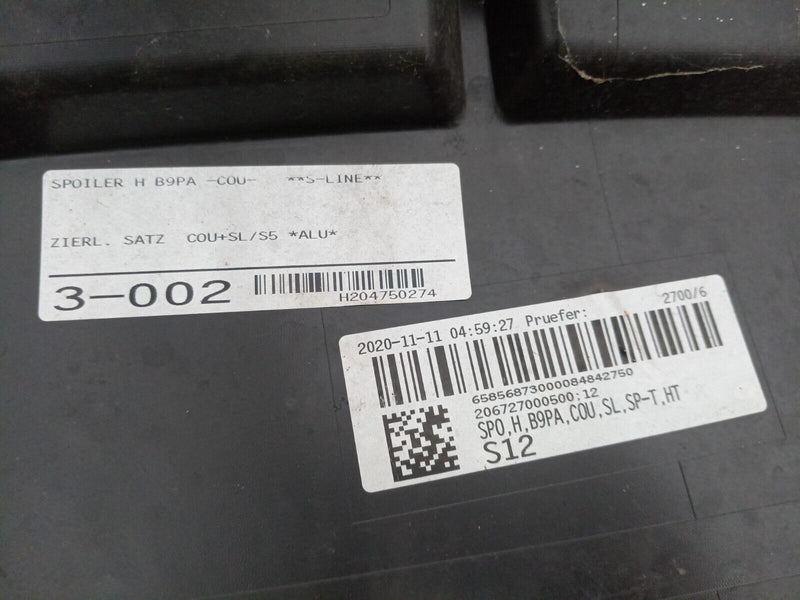 SPOILER H B9PA -COU- **S-LINE**
ZIERL. SATZ COU+SL/S5 *ALU*
3-002
H204750274
2020-11-11 04:59:27 Pruefer:
2700/6
65856873000084842750
206727000500;12
SPO,H,B9PA,COU,SL,SP-T,HT
S12